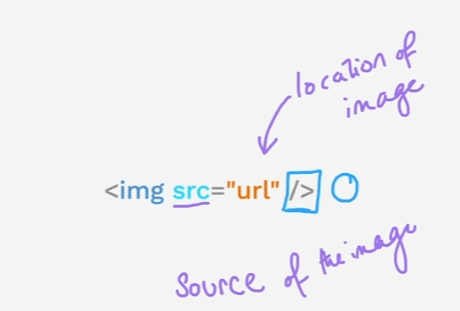 location of
image
<img src="url" />
Source of the image